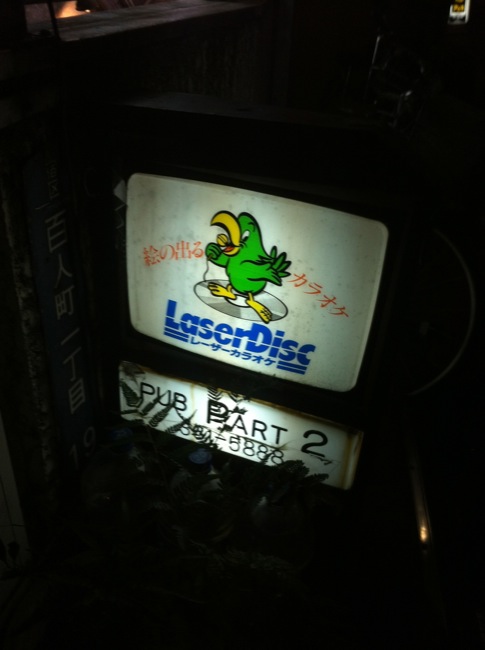 絵の出る
カラオケ
LaserDisc
レーザーカラオケ
PUB PART 2
百人町一丁目